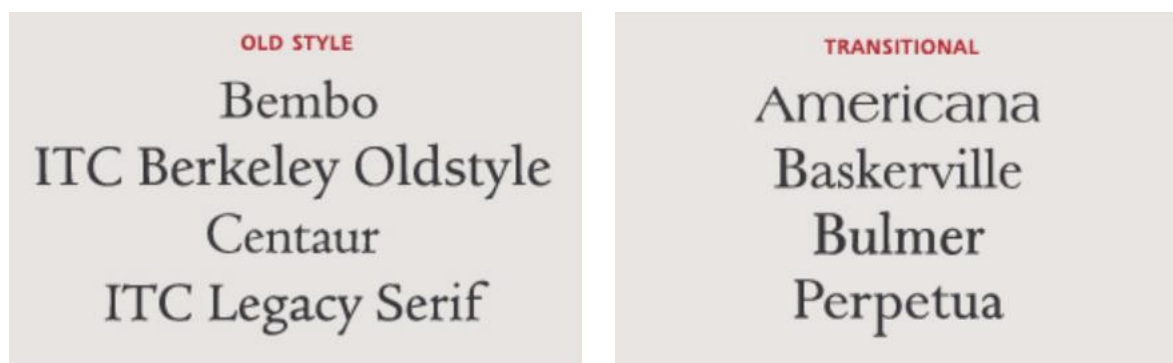 OLD STYLE
Bembo
ITC Berkeley Oldstyle
Centaur
ITC Legacy Serif
TRANSITIONAL
Americana
Baskerville
Bulmer
Perpetua